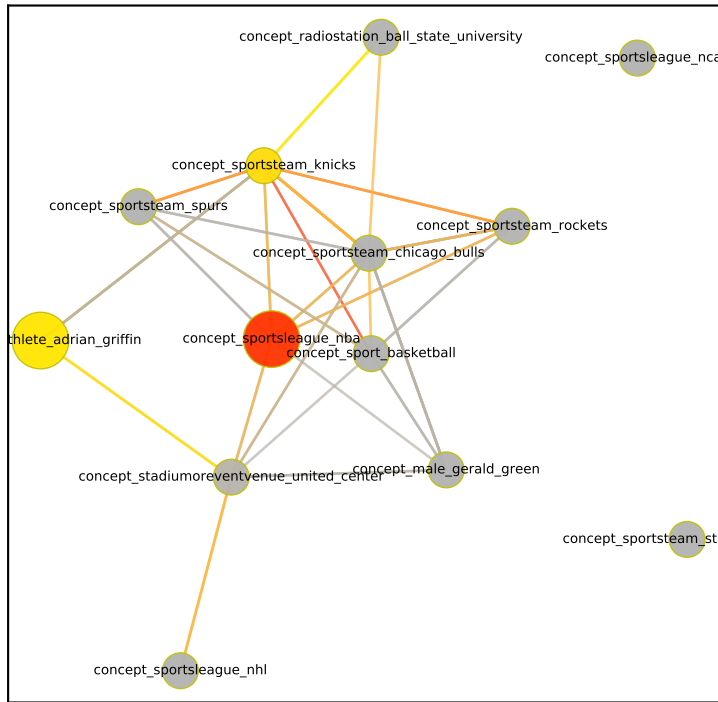 concept_radiostation_ball_state_university
concept_sportsleague_nca
concept_sportsteam_knicks
concept_sportsteam_spurs
concept_sportsteam_rockets
concept_sportsteam_chicago_bulls
thlete_adrian_griffin
concept_sportsleague_nba
concept_sport_basketball
concept_male_gerald_green
concept_stadiumoreventvenue_united_center
concept_sportsteam_st
concept_sportsleague_nhl